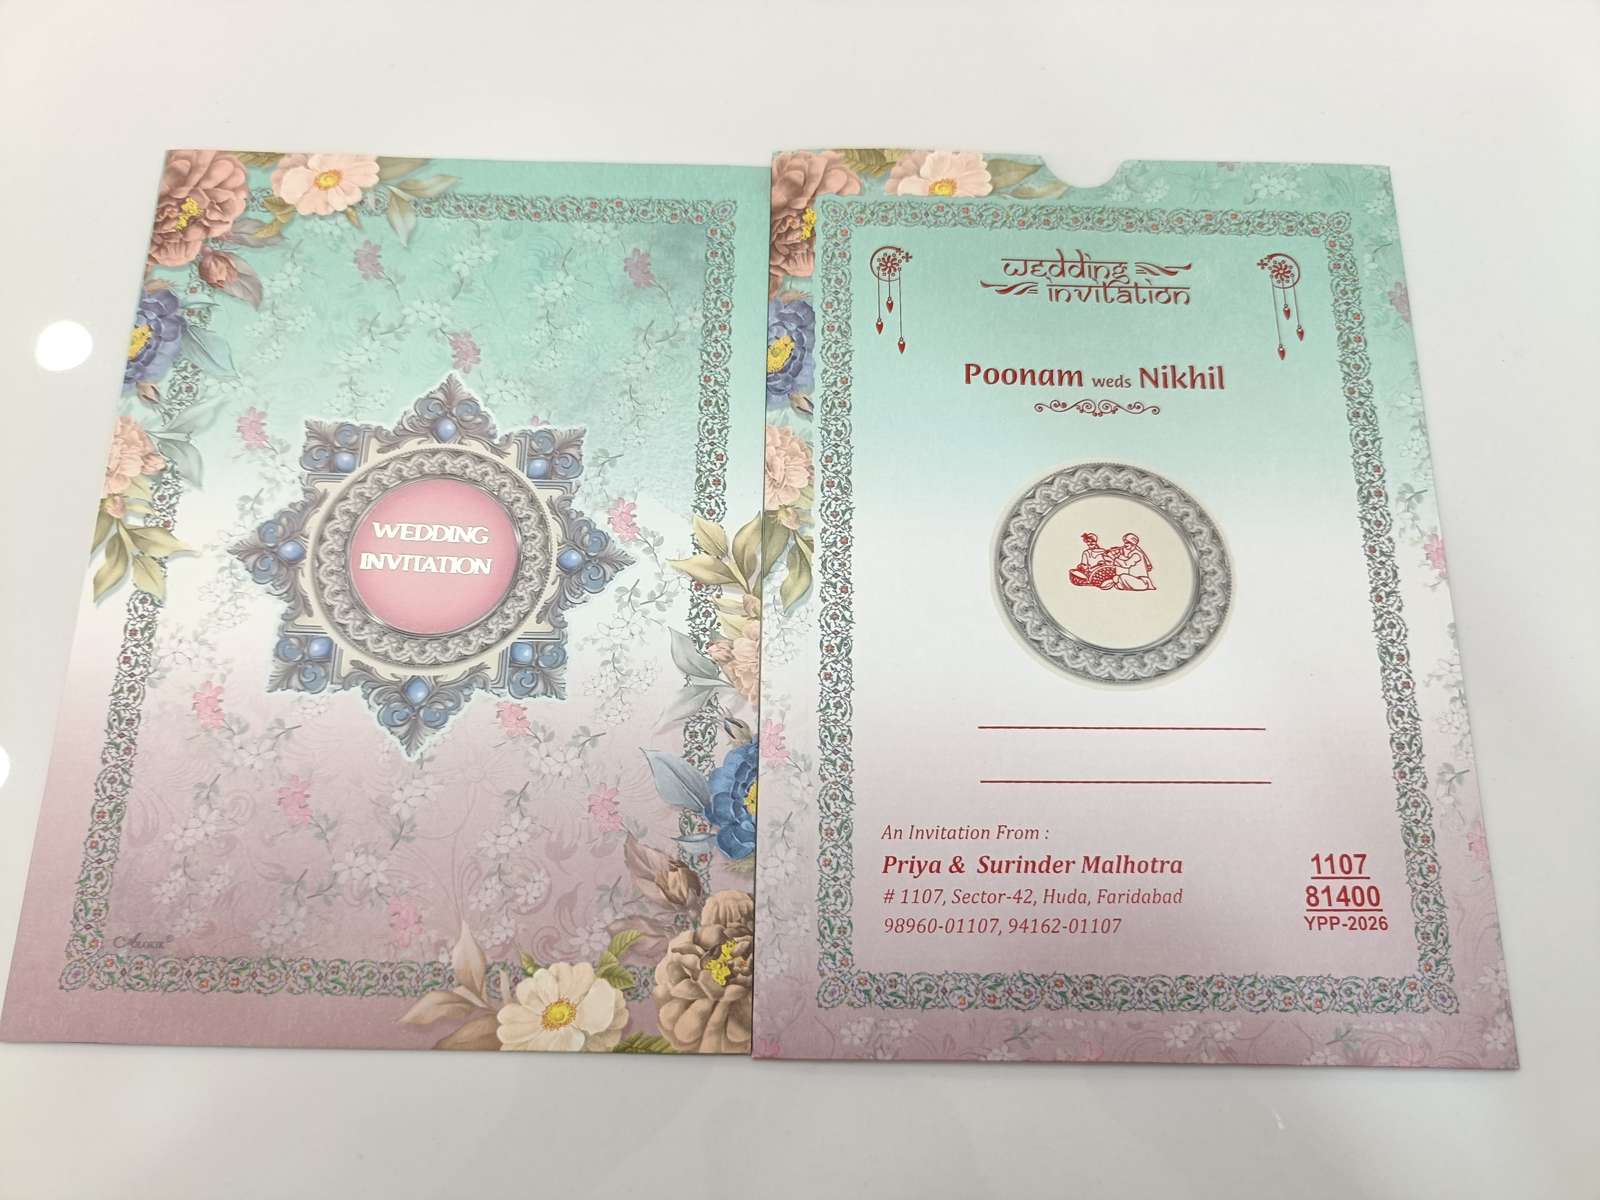 WEDDING
INVITATION
wedding
invitation
Poonam weds Nikhil
An Invitation From :
Priya & Surinder Malhotra
# 1107, Sector-42, Huda, Faridabad
98960-01107, 94162-01107
1107
81400
YPP-2026